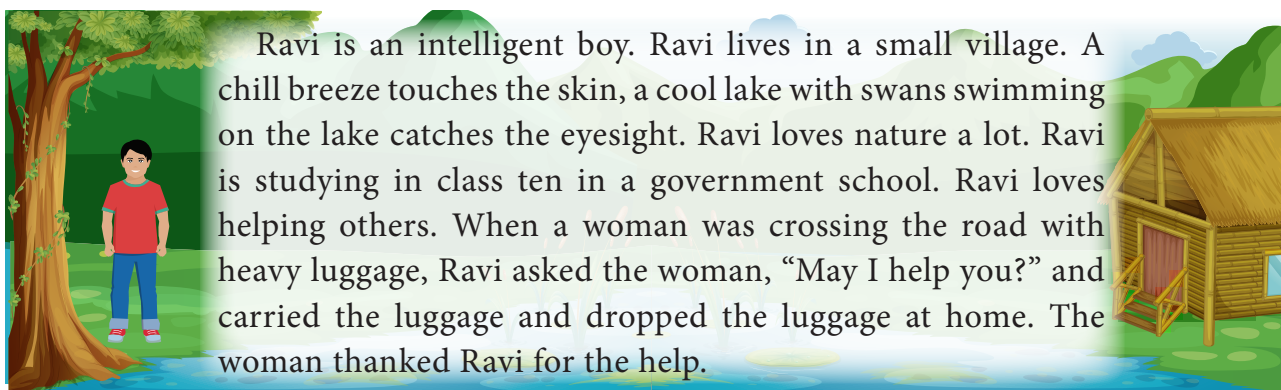 Ravi is an intelligent boy. Ravi lives in a small village. A
chill breeze touches the skin, a cool lake with swans swimming
on the lake catches the eyesight. Ravi loves nature a lot. Ravi
is studying in class ten in a government school. Ravi loves
helping others. When a woman was crossing the road with
heavy luggage, Ravi asked the woman, “May I help you?” and
carried the luggage and dropped the luggage at home. The
woman thanked Ravi for the help.